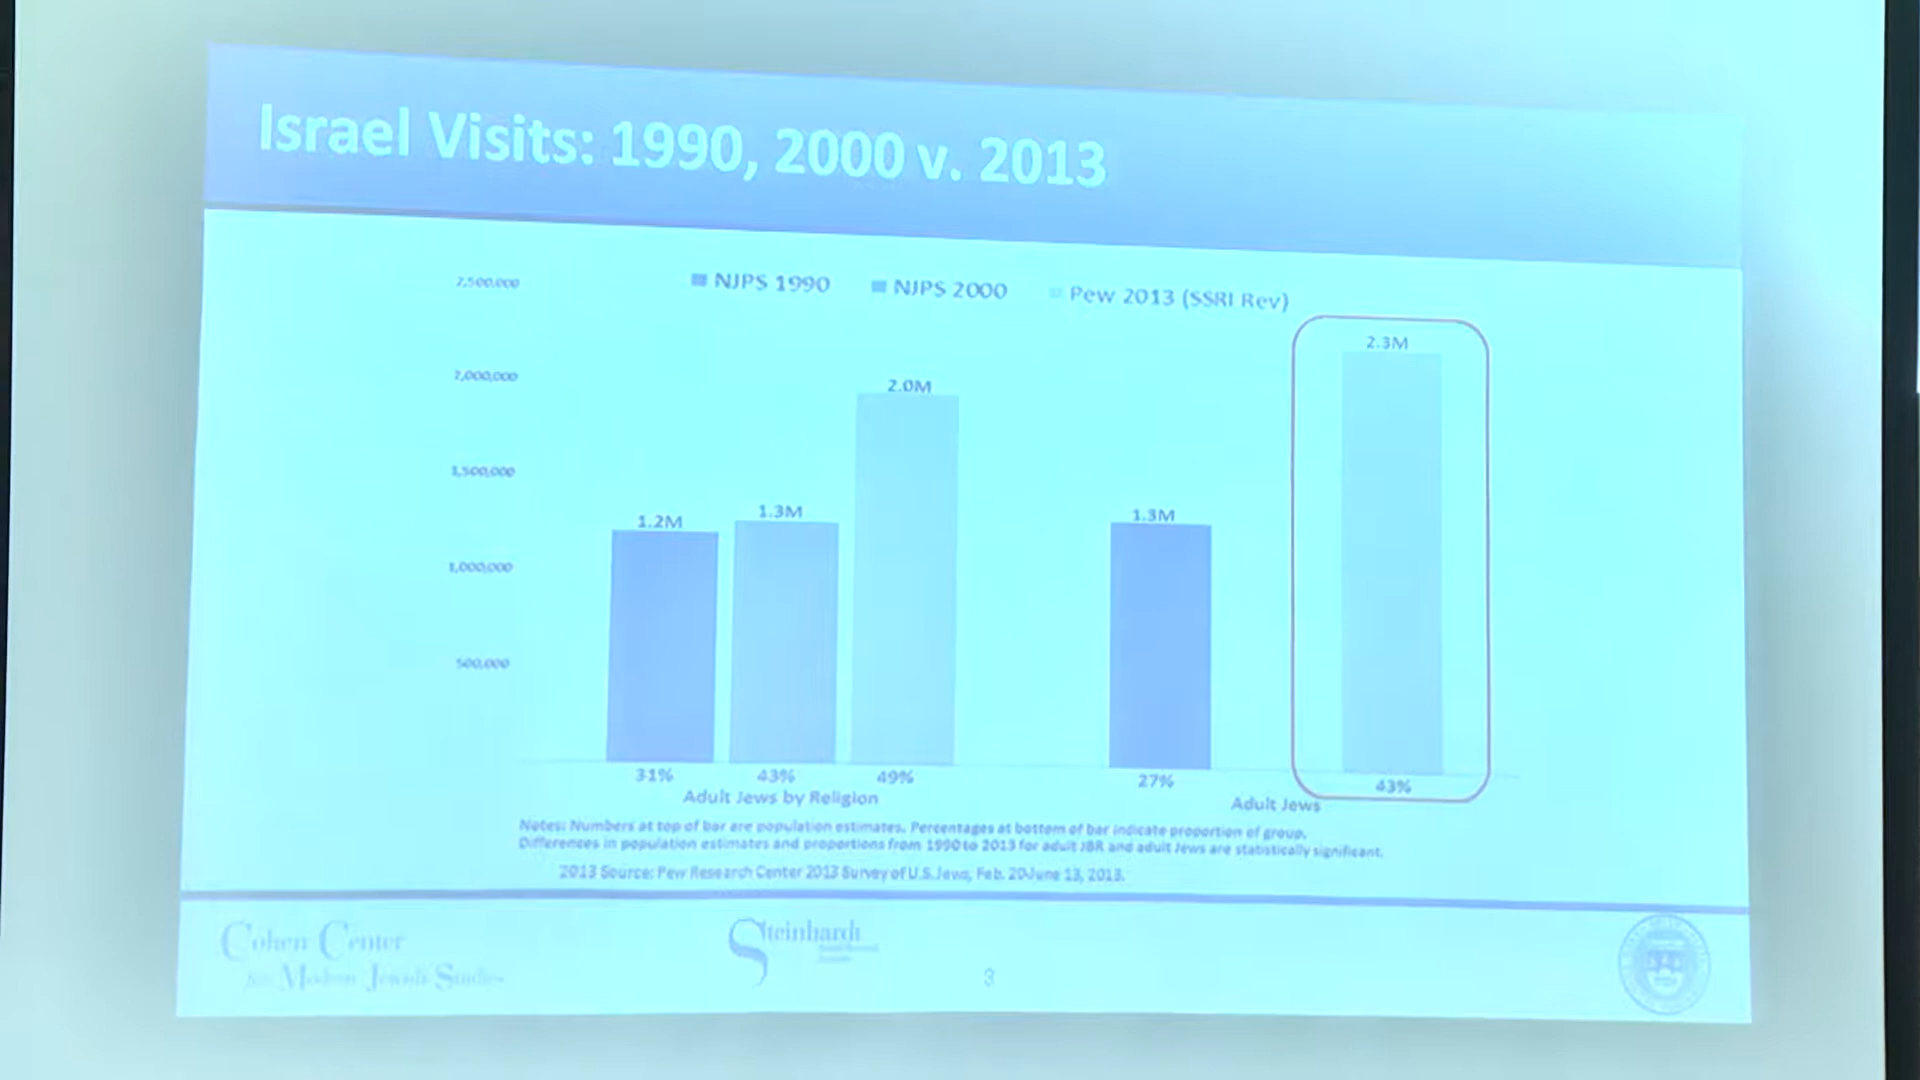 Israel Visits: 1990, 2000 v. 2013
2,500,000
NJPS 1990 NJPS 2000 Pew 2013 (SSRI Rev)
2.3M
2,000,000
2.0M
1,500,000
1.2M 1.3M 1.3M
1,000,000
500,000
31% 43% 49% 27% 43%
Adult Jews by Religion Adult Jews
Notes: Numbers at top of bar are population estimates. Percentages at bottom of bar indicate proportion of group.
Differences in population estimates and proportions from 1990 to 2013 for adult JBR and adult Jews are statistically significant.
2013 Source: Pew Research Center 2013 Survey of U.S. Jews, Feb. 20-June 13, 2013.
Cohen Center
for Modern Jewish Studies
Steinhardt
3